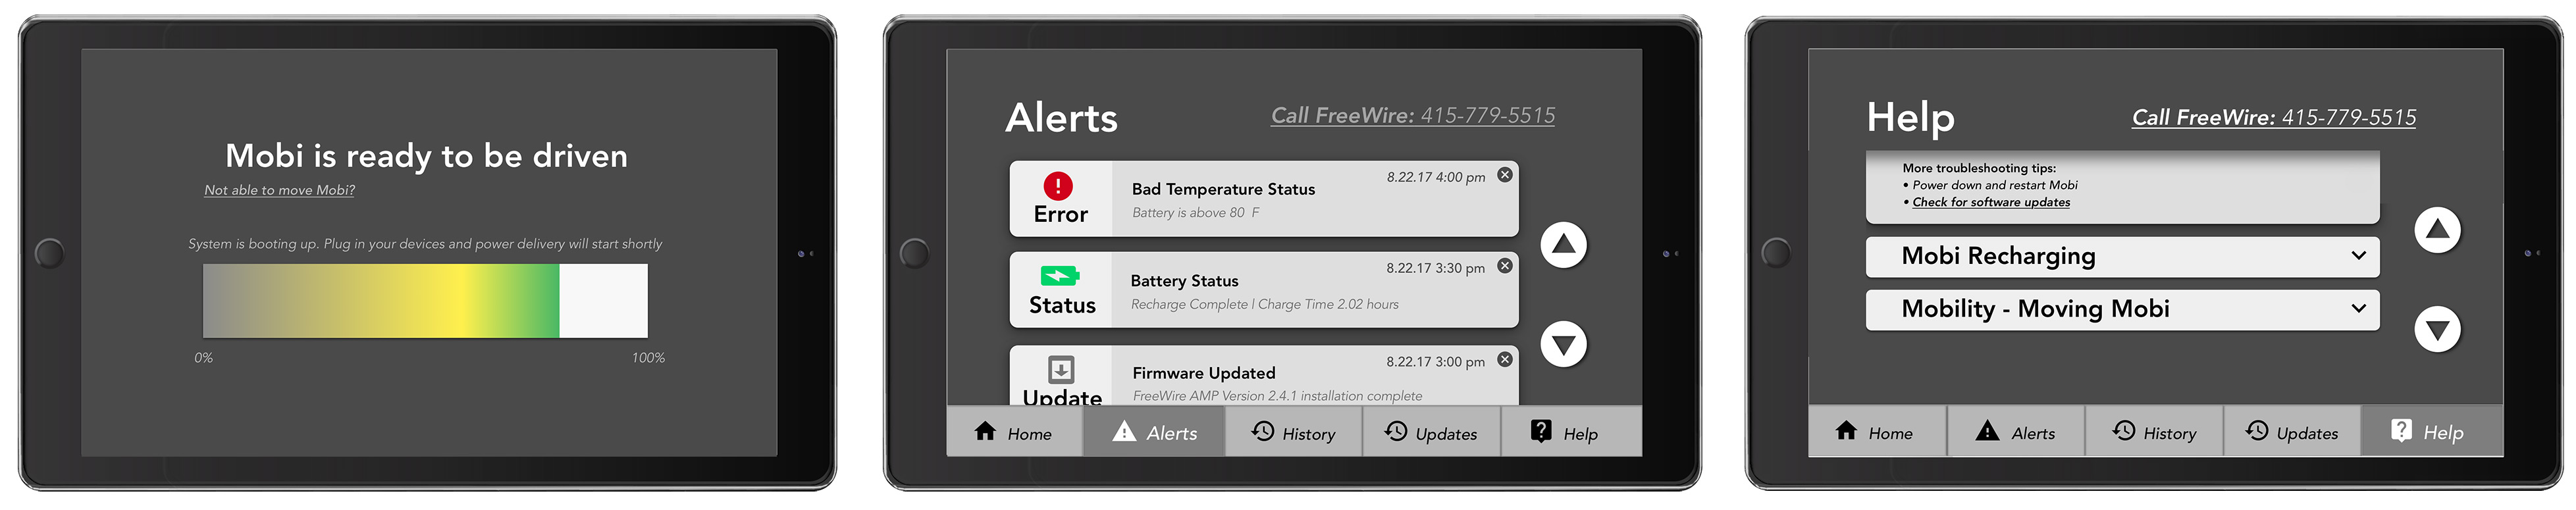 Mobi is ready to be driven
Not able to move Mobi?
System is booting up. Plug in your devices and power delivery will start shortly
0%
100%
Alerts
Call FreeWire: 415-779-5515
Error
Bad Temperature Status
8.22.17 4:00 pm
Battery is above 80  F
Status
Battery Status
8.22.17 3:30 pm
Recharge Complete | Charge Time 2.02 hours
Update
Firmware Updated
8.22.17 3:00 pm
FreeWire AMP Version 2.4.1 installation complete
Home
Alerts
History
Updates
Help
Help
Call FreeWire: 415-779-5515
More troubleshooting tips:
• Power down and restart Mobi
• Check for software updates
Mobi Recharging
Mobility - Moving Mobi
Home
Alerts
History
Updates
Help